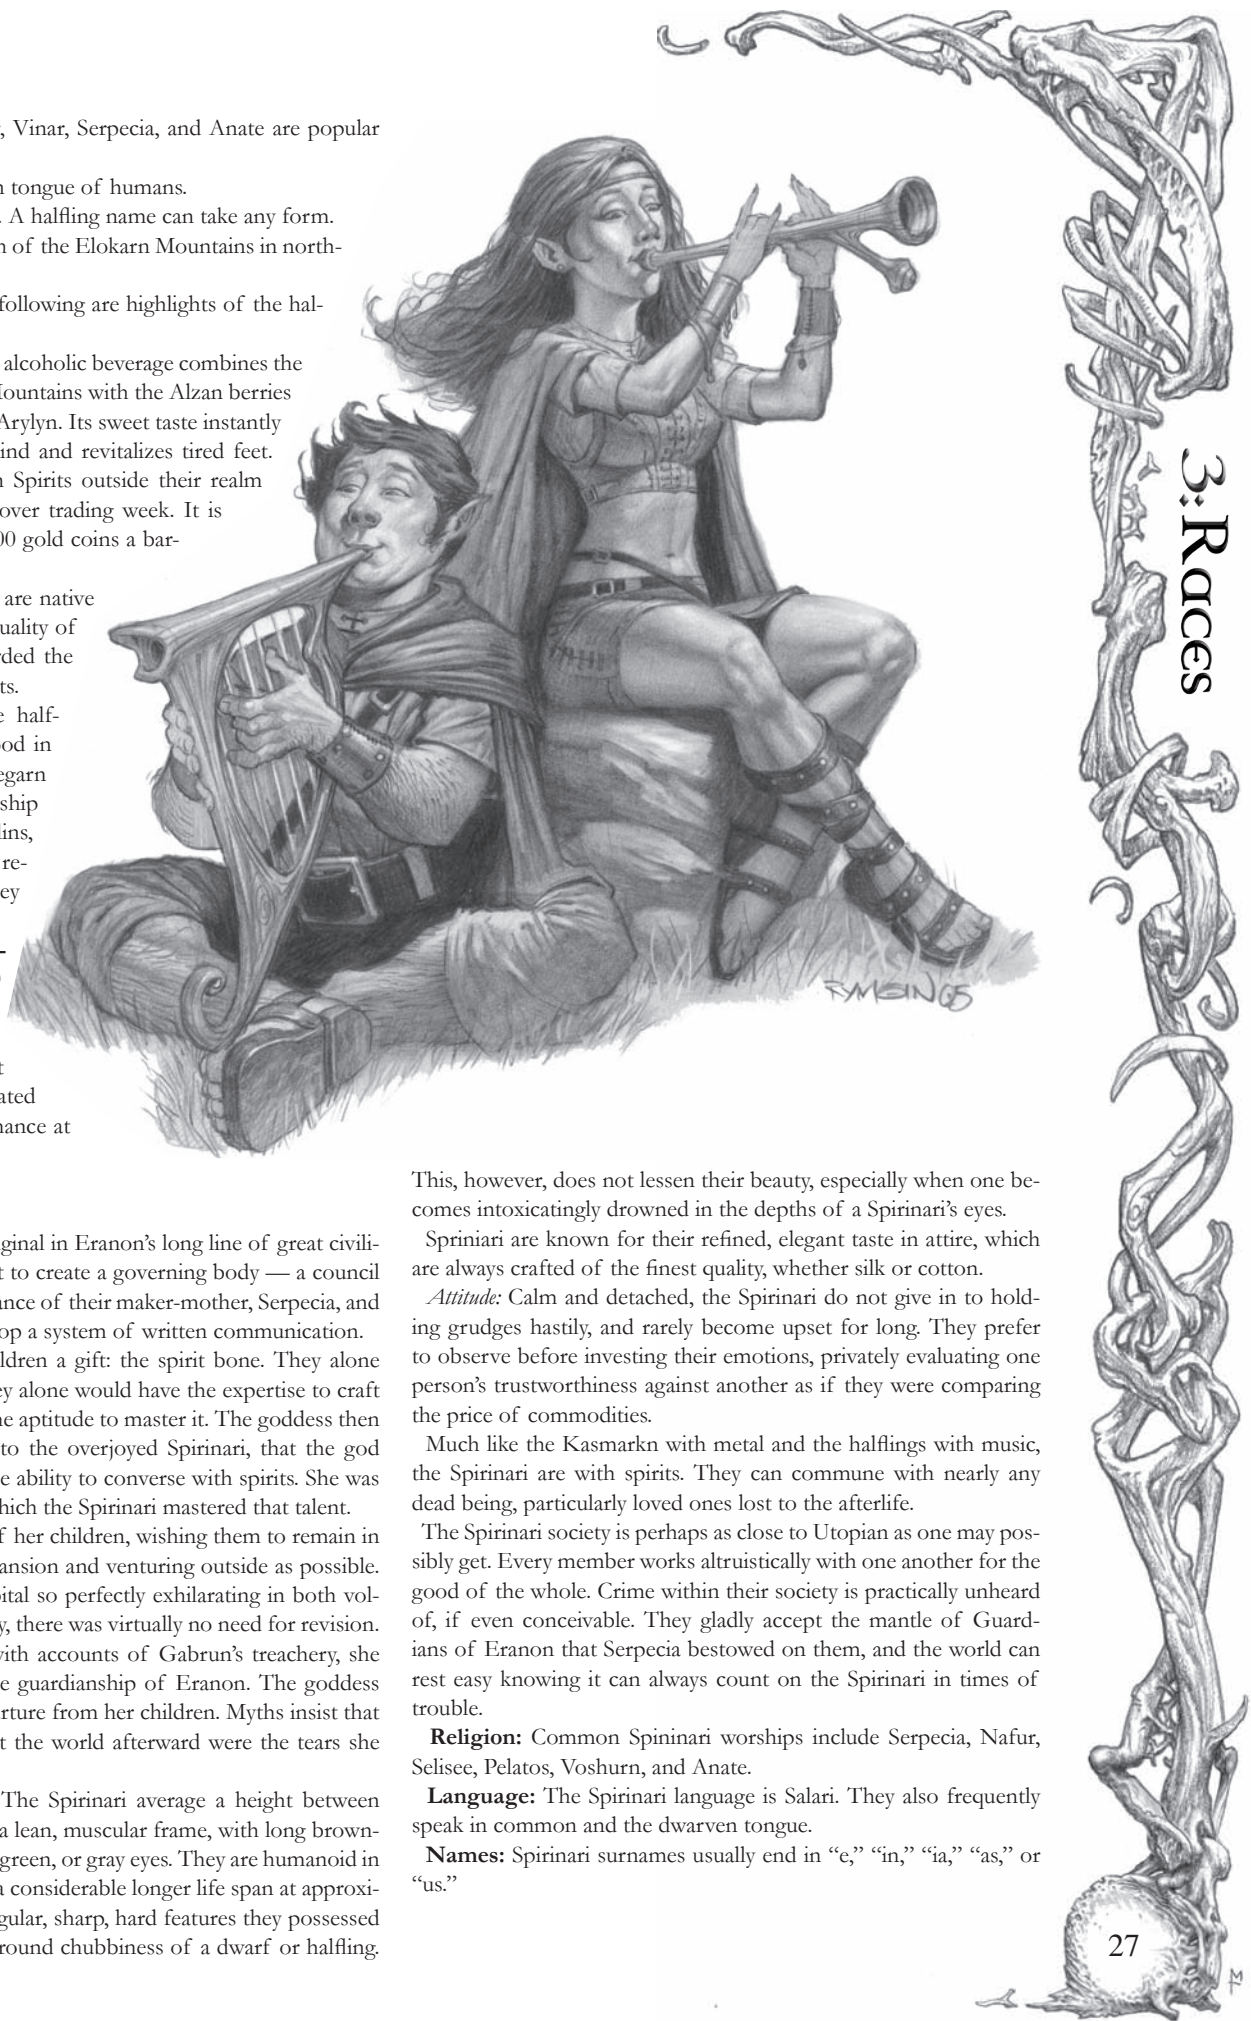 , Vinar, Serpecia, and Anate are popular
n tongue of humans.
. A halfling name can take any form.
n of the Elokarn Mountains in north-
following are highlights of the hal-
alcoholic beverage combines the
Mountains with the Alzan berries
Arylyn. Its sweet taste instantly
ind and revitalizes tired feet.
n Spirits outside their realm
over trading week. It is
00 gold coins a bar-
are native
uality of
rded the
ts.
e half-
od in
egarn
ship
lins,
re-
ey
t
ated
nance at
ginal in Eranon's long line of great civili-
t to create a governing body — a council
ance of their maker-mother, Serpecia, and
op a system of written communication.
ldren a gift: the spirit bone. They alone
ey alone would have the expertise to craft
he aptitude to master it. The goddess then
to the overjoyed Spirinari, that the god
e ability to converse with spirits. She was
hich the Spirinari mastered that talent.
f her children, wishing them to remain in
ansion and venturing outside as possible.
pital so perfectly exhilarating in both vol-
y, there was virtually no need for revision.
with accounts of Gabrun's treachery, she
e guardianship of Eranon. The goddess
rture from her children. Myths insist that
t the world afterward were the tears she
The Spirinari average a height between
a lean, muscular frame, with long brown-
green, or gray eyes. They are humanoid in
a considerable longer life span at approxi-
gular, sharp, hard features they possessed
round chubbiness of a dwarf or halfling.
This, however, does not lessen their beauty, especially when one be-
comes intoxicatingly drowned in the depths of a Spirinari's eyes.
Spriniari are known for their refined, elegant taste in attire, which
are always crafted of the finest quality, whether silk or cotton.
Attitude: Calm and detached, the Spirinari do not give in to hold-
ing grudges hastily, and rarely become upset for long. They prefer
to observe before investing their emotions, privately evaluating one
person's trustworthiness against another as if they were comparing
the price of commodities.
Much like the Kasmarkn with metal and the halflings with music,
the Spirinari are with spirits. They can commune with nearly any
dead being, particularly loved ones lost to the afterlife.
The Spirinari society is perhaps as close to Utopian as one may pos-
sibly get. Every member works altruistically with one another for the
good of the whole. Crime within their society is practically unheard
of, if even conceivable. They gladly accept the mantle of Guard-
ians of Eranon that Serpecia bestowed on them, and the world can
rest easy knowing it can always count on the Spirinari in times of
trouble.
Religion: Common Spininari worships include Serpecia, Nafur,
Selisee, Pelatos, Voshurn, and Anate.
Language: The Spirinari language is Salari. They also frequently
speak in common and the dwarven tongue.
Names: Spirinari surnames usually end in “e,” “in,” “ia,” “as,” or
“us.”
3: Races
27